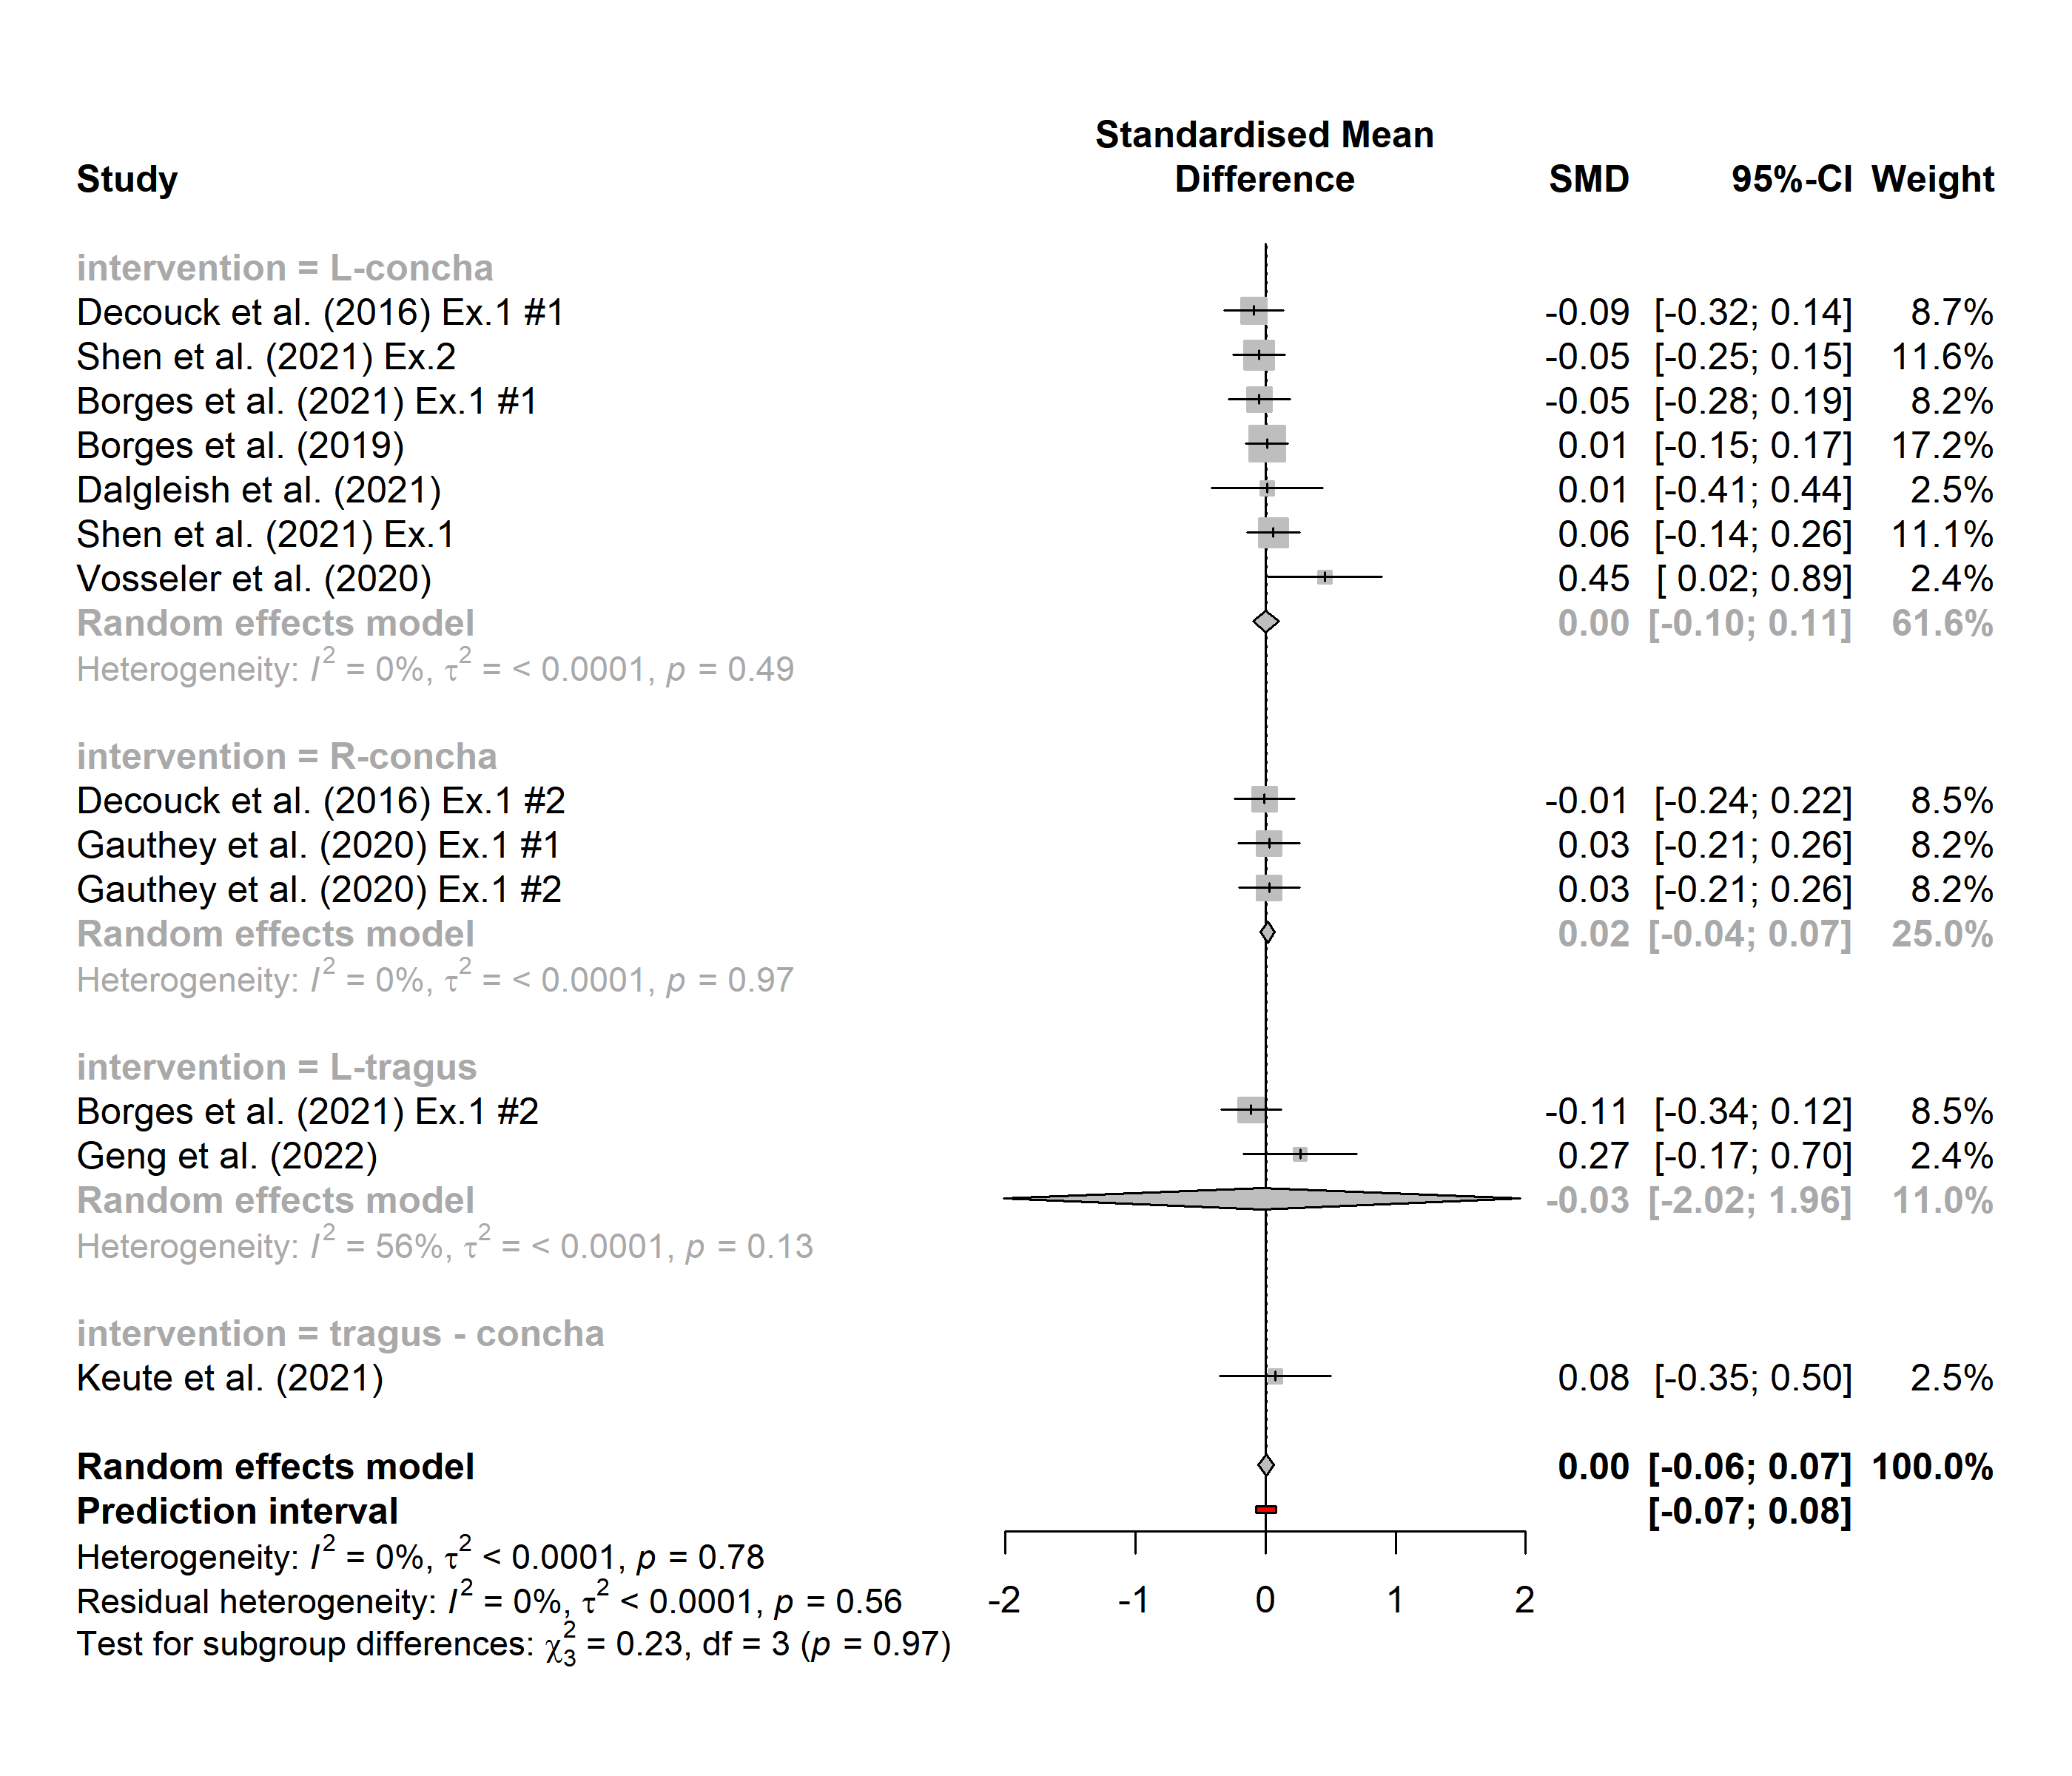 Standardised Mean
Study Difference SMD 95%-CI Weight
intervention = L-concha
Decouck et al. (2016) Ex.1 #1 -0.09 [-0.32; 0.14] 8.7%
Shen et al. (2021) Ex.2 -0.05 [-0.25; 0.15] 11.6%
Borges et al. (2021) Ex.1 #1 -0.05 [-0.28; 0.19] 8.2%
Borges et al. (2019) 0.01 [-0.15; 0.17] 17.2%
Dalgleish et al. (2021) 0.01 [-0.41; 0.44] 2.5%
Shen et al. (2021) Ex.1 0.06 [-0.14; 0.26] 11.1%
Vosseler et al. (2020) 0.45 [ 0.02; 0.89] 2.4%
Random effects model 0.00 [-0.10; 0.11] 61.6%
Heterogeneity: I² = 0%, τ² = < 0.0001, p = 0.49
intervention = R-concha
Decouck et al. (2016) Ex.1 #2 -0.01 [-0.24; 0.22] 8.5%
Gauthey et al. (2020) Ex.1 #1 0.03 [-0.21; 0.26] 8.2%
Gauthey et al. (2020) Ex.1 #2 0.03 [-0.21; 0.26] 8.2%
Random effects model 0.02 [-0.04; 0.07] 25.0%
Heterogeneity: I² = 0%, τ² = < 0.0001, p = 0.97
intervention = L-tragus
Borges et al. (2021) Ex.1 #2 -0.11 [-0.34; 0.12] 8.5%
Geng et al. (2022) 0.27 [-0.17; 0.70] 2.4%
Random effects model -0.03 [-2.02; 1.96] 11.0%
Heterogeneity: I² = 56%, τ² = < 0.0001, p = 0.13
intervention = tragus - concha
Keute et al. (2021) 0.08 [-0.35; 0.50] 2.5%
Random effects model 0.00 [-0.06; 0.07] 100.0%
Prediction interval [-0.07; 0.08]
Heterogeneity: I² = 0%, τ² < 0.0001, p = 0.78
Residual heterogeneity: I² = 0%, τ² < 0.0001, p = 0.56
-2 -1 0 1 2
Test for subgroup differences: χ²₃ = 0.23, df = 3 (p = 0.97)